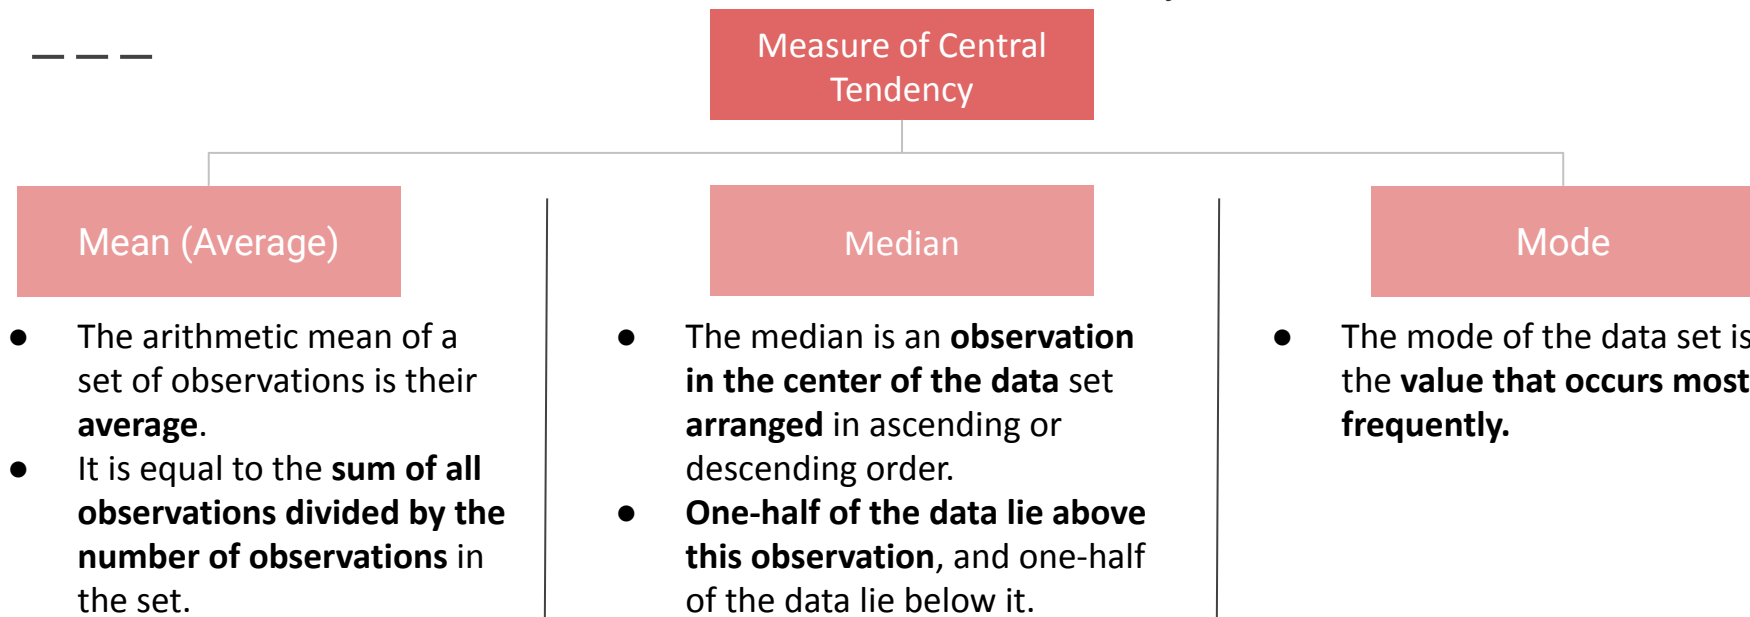 Measure of Central
Tendency
Mean (Average)
● The arithmetic mean of a
set of observations is their
average.
● It is equal to the sum of all
observations divided by the
number of observations in
the set.
Median
● The median is an observation
in the center of the data set
arranged in ascending or
descending order.
● One-half of the data lie above
this observation, and one-half
of the data lie below it.
Mode
● The mode of the data set is
the value that occurs most
frequently.